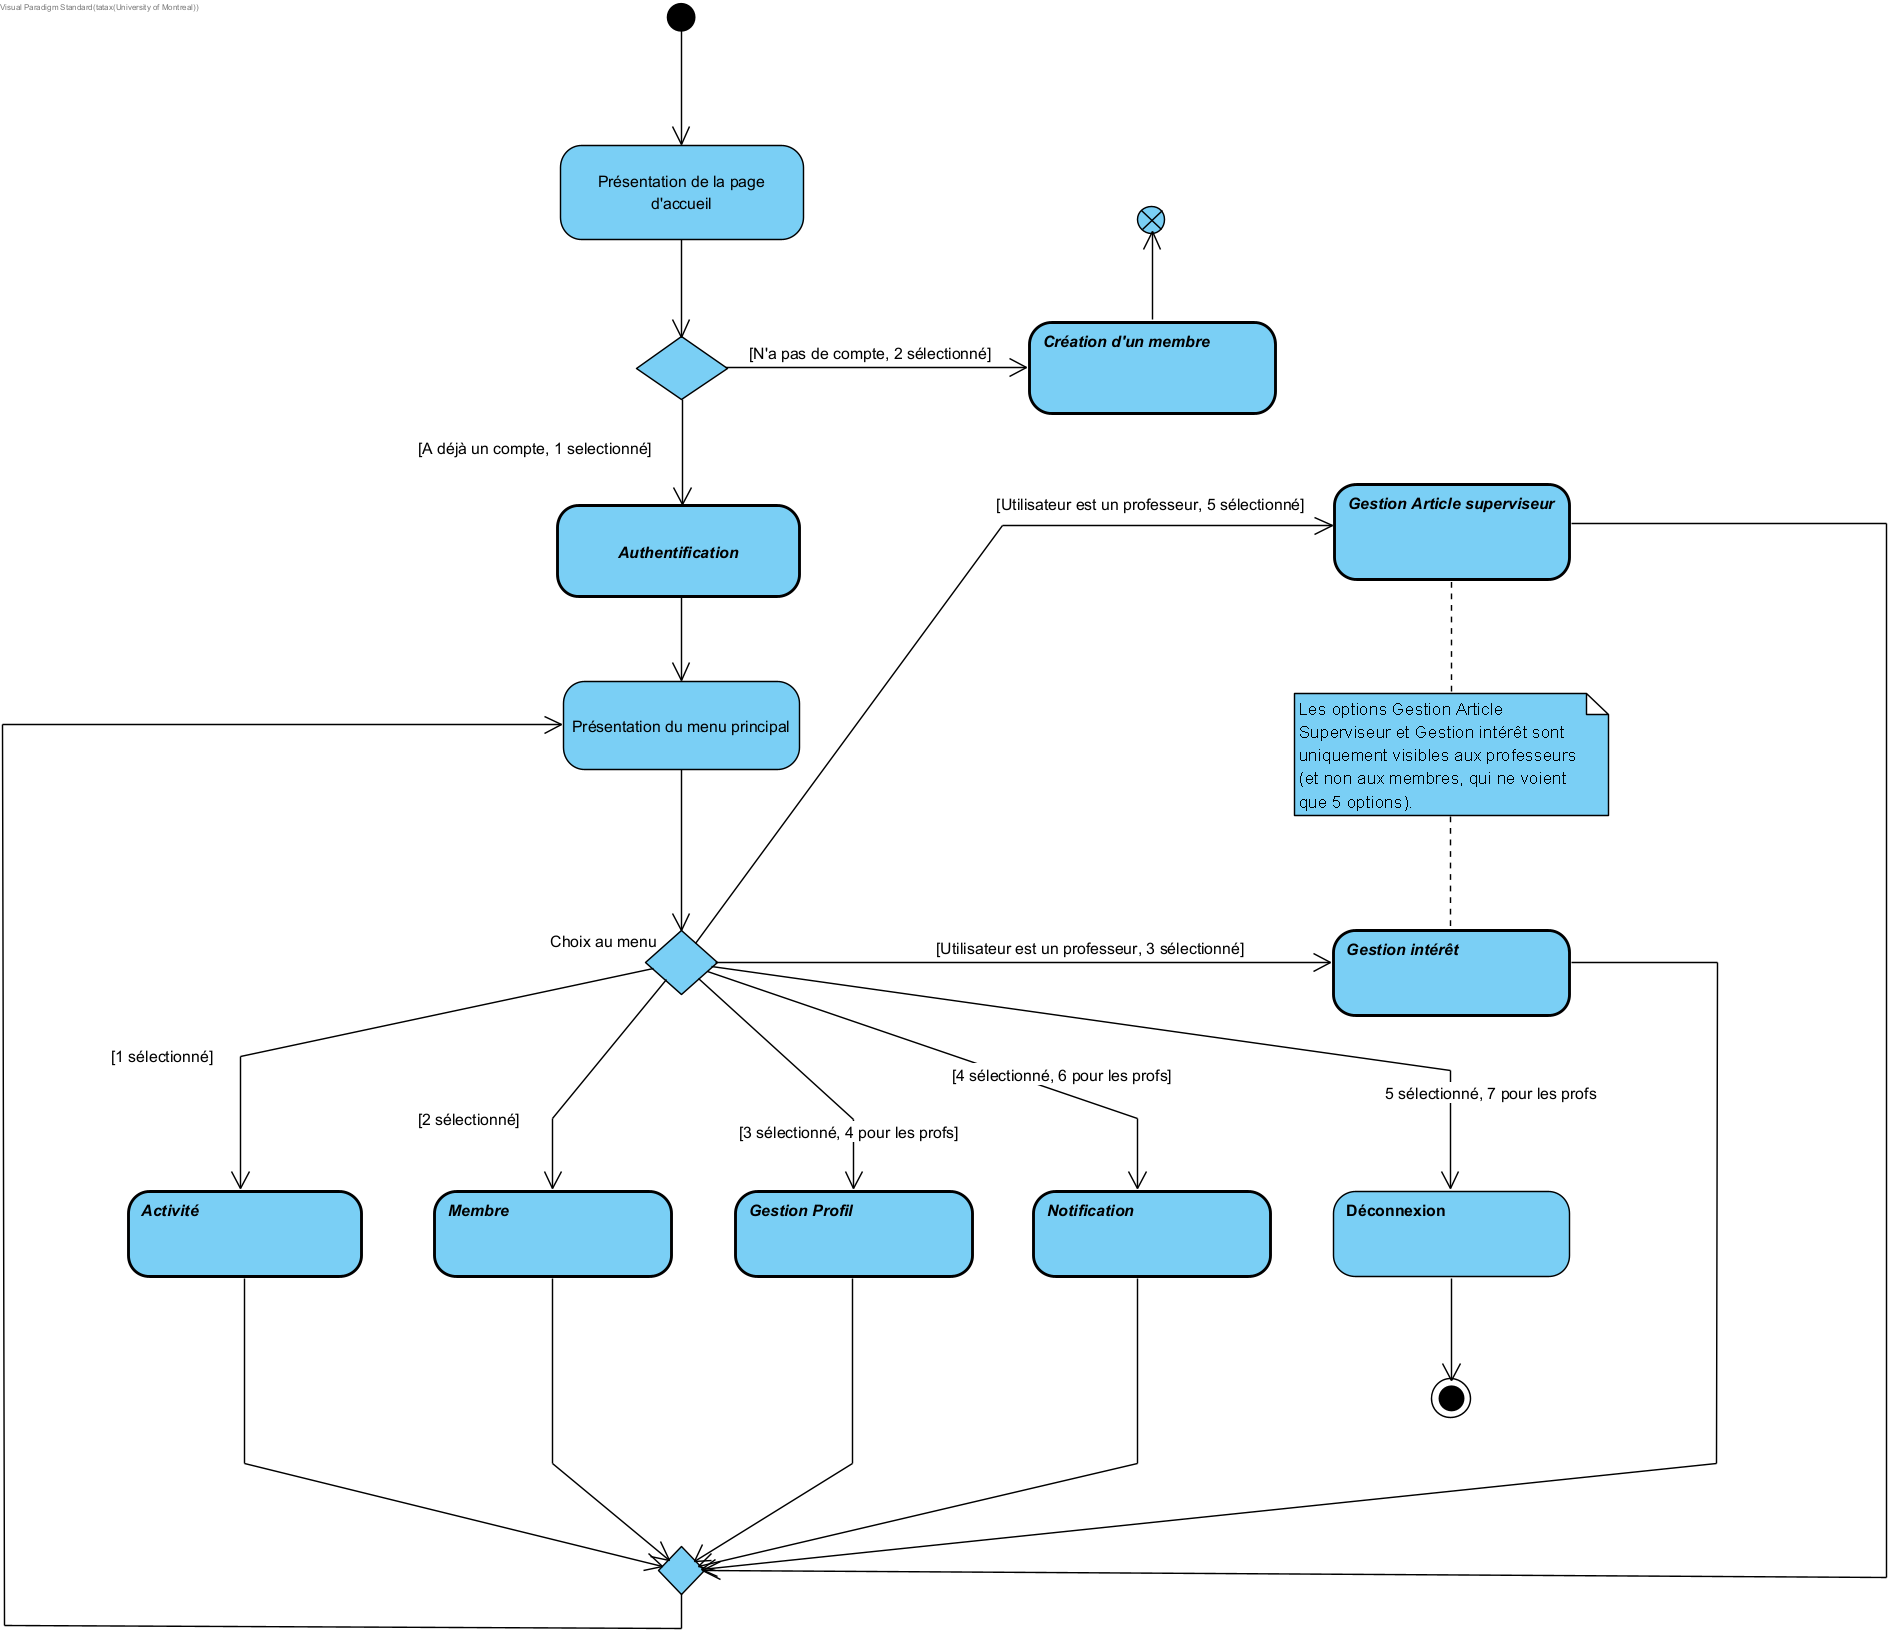 Visual Paradigm Standard(tatax(University of Montreal))
Présentation de la page
d'accueil
[N'a pas de compte, 2 sélectionné]
Création d'un membre
[A déjà un compte, 1 selectionné]
Authentification
[Utilisateur est un professeur, 5 sélectionné]
Gestion Article superviseur
Présentation du menu principal
Les options Gestion Article
Superviseur et Gestion intérêt sont
uniquement visibles aux professeurs
(et non aux membres, qui ne voient
que 5 options).
Choix au menu
[Utilisateur est un professeur, 3 sélectionné]
Gestion intérêt
[1 sélectionné]
[2 sélectionné]
[3 sélectionné, 4 pour les profs]
[4 sélectionné, 6 pour les profs]
5 sélectionné, 7 pour les profs
Activité
Membre
Gestion Profil
Notification
Déconnexion